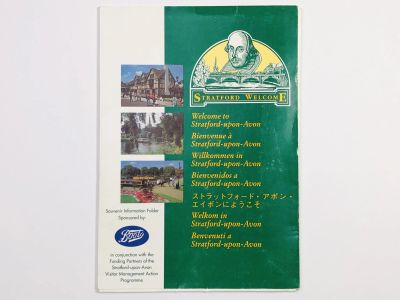 STRATFORD WELCOME
Welcome to
Stratford-upon-Avon
Bienvenue à
Stratford-upon-Avon
Willkommen in
Stratford-upon-Avon
Bienvenidos a
Stratford-upon-Avon
ストラットフォード・アポン・
エイボンにようこそ
Welkom in
Stratford-upon-Avon
Benvenuti a
Stratford-upon-Avon
Souvenir Information Folder
Sponsored by:
Boots
in conjunction with the
Funding Partners of the
Stratford-upon-Avon
Visitor Management Action
Programme